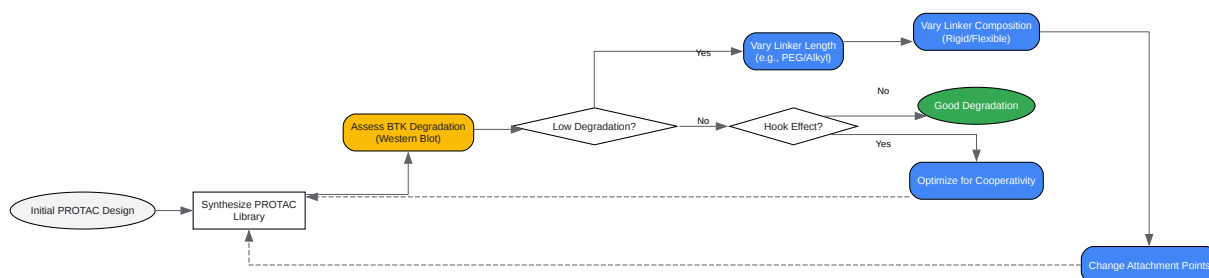 Initial PROTAC Design
Synthesize PROTAC
Library
Assess BTK Degradation
(Western Blot)
Low Degradation?
Yes
Vary Linker Length
(e.g., PEG/Alkyl)
Vary Linker Composition
(Rigid/Flexible)
No
Hook Effect?
No
Good Degradation
Yes
Optimize for Cooperativity
Change Attachment Points